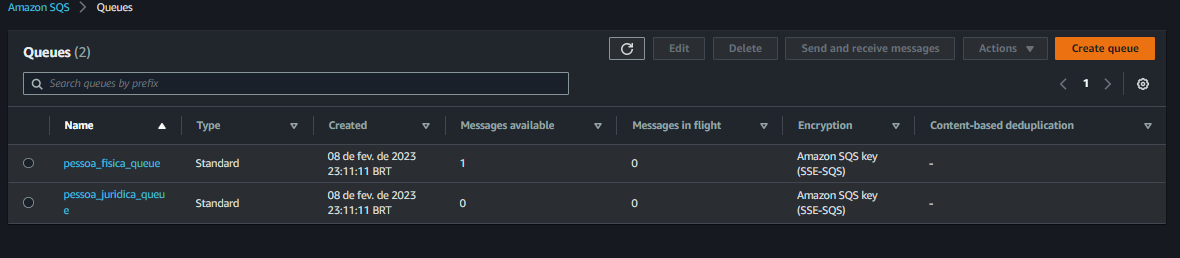 Amazon SQS > Queues
Queues (2)
Edit
Delete
Send and receive messages
Actions
Create queue
Search queues by prefix
1
Name
Type
Created
Messages available
Messages in flight
Encryption
Content-based deduplication
pessoa_fisica_queue
Standard
08 de fev. de 2023
23:11:11 BRT
1
0
Amazon SQS key
(SSE-SQS)
-
pessoa_juridica_queu
e
Standard
08 de fev. de 2023
23:11:11 BRT
0
0
Amazon SQS key
(SSE-SQS)
-